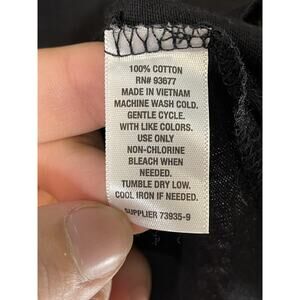 100% COTTON
RN# 93677
MADE IN VIETNAM
MACHINE WASH COLD.
GENTLE CYCLE.
WITH LIKE COLORS.
USE ONLY
NON-CHLORINE
BLEACH WHEN
NEEDED.
TUMBLE DRY LOW.
COOL IRON IF NEEDED.
SUPPLIER 73935-9